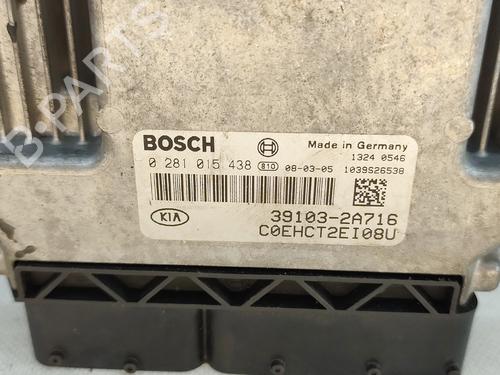 B-PARTS
BOSCH
Made in Germany
0 281 015 438 810 08-03-05
1324 0546
1039S26538
KIA
39103-2A716
C0EHCT2EI08U